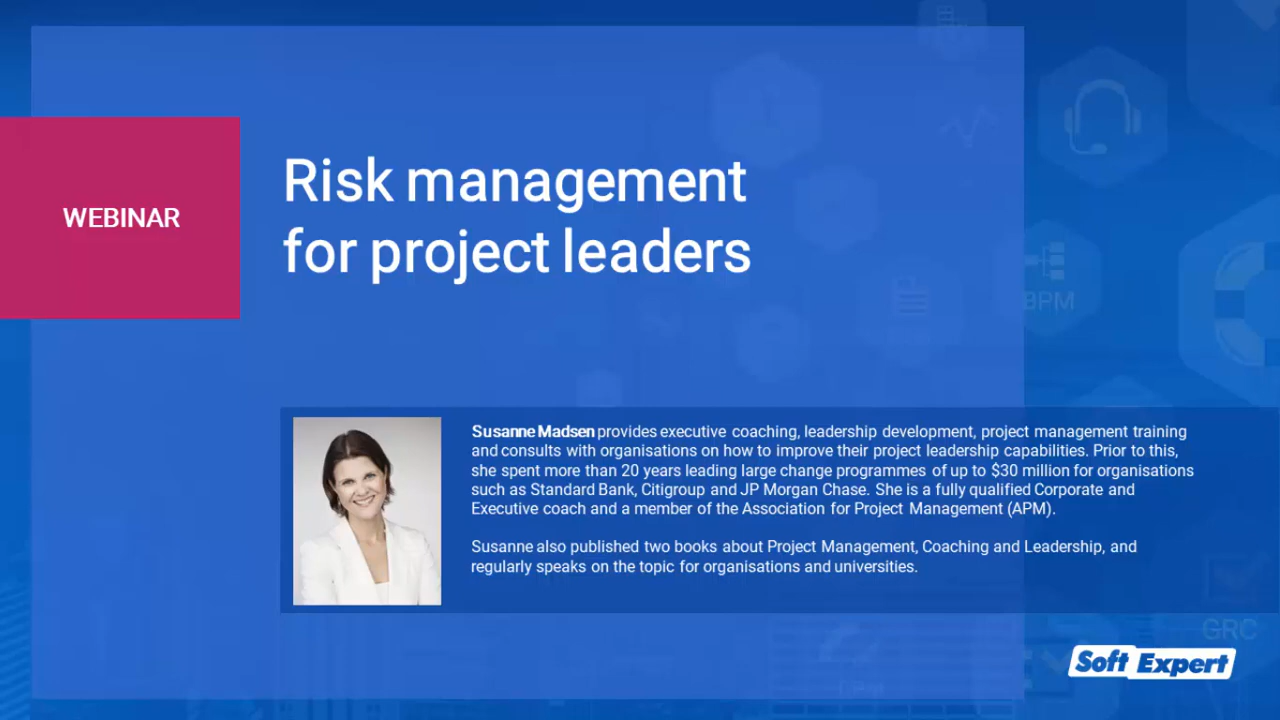 WEBINAR
Risk management
for project leaders
Susanne Madsen provides executive coaching, leadership development, project management training
and consults with organisations on how to improve their project leadership capabilities. Prior to this,
she spent more than 20 years leading large change programmes of up to $30 million for organisations
such as Standard Bank, Citigroup and JP Morgan Chase. She is a fully qualified Corporate and
Executive coach and a member of the Association for Project Management (APM).
Susanne also published two books about Project Management, Coaching and Leadership, and
regularly speaks on the topic for organisations and universities.
BPM
GRC
Soft Expert